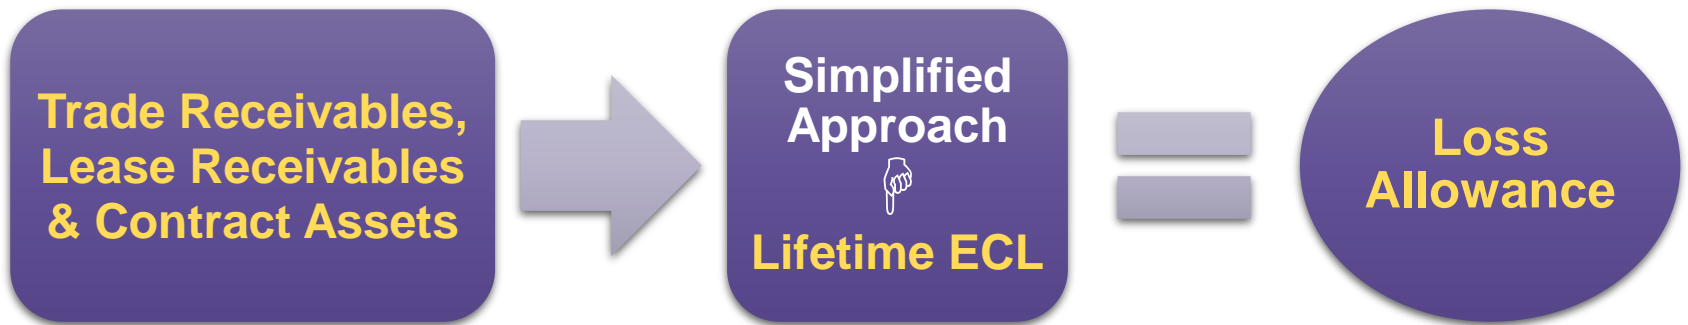 Trade Receivables,
Lease Receivables
& Contract Assets
Simplified
Approach
☟
Lifetime ECL
Loss
Allowance